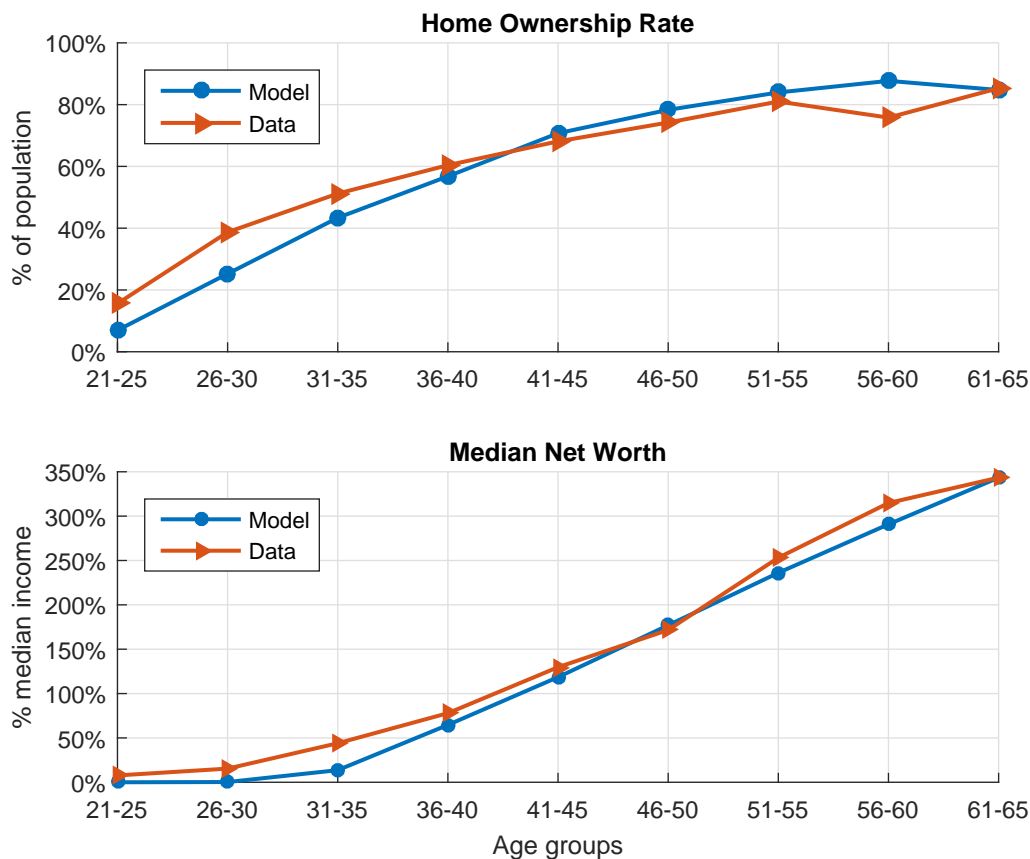 Home Ownership Rate
% of population
100%
80%
60%
40%
20%
0%
Model
Data
21-25 26-30 31-35 36-40 41-45 46-50 51-55 56-60 61-65
Median Net Worth
% median income
350%
300%
250%
200%
150%
100%
50%
0%
Model
Data
21-25 26-30 31-35 36-40 41-45 46-50 51-55 56-60 61-65
Age groups